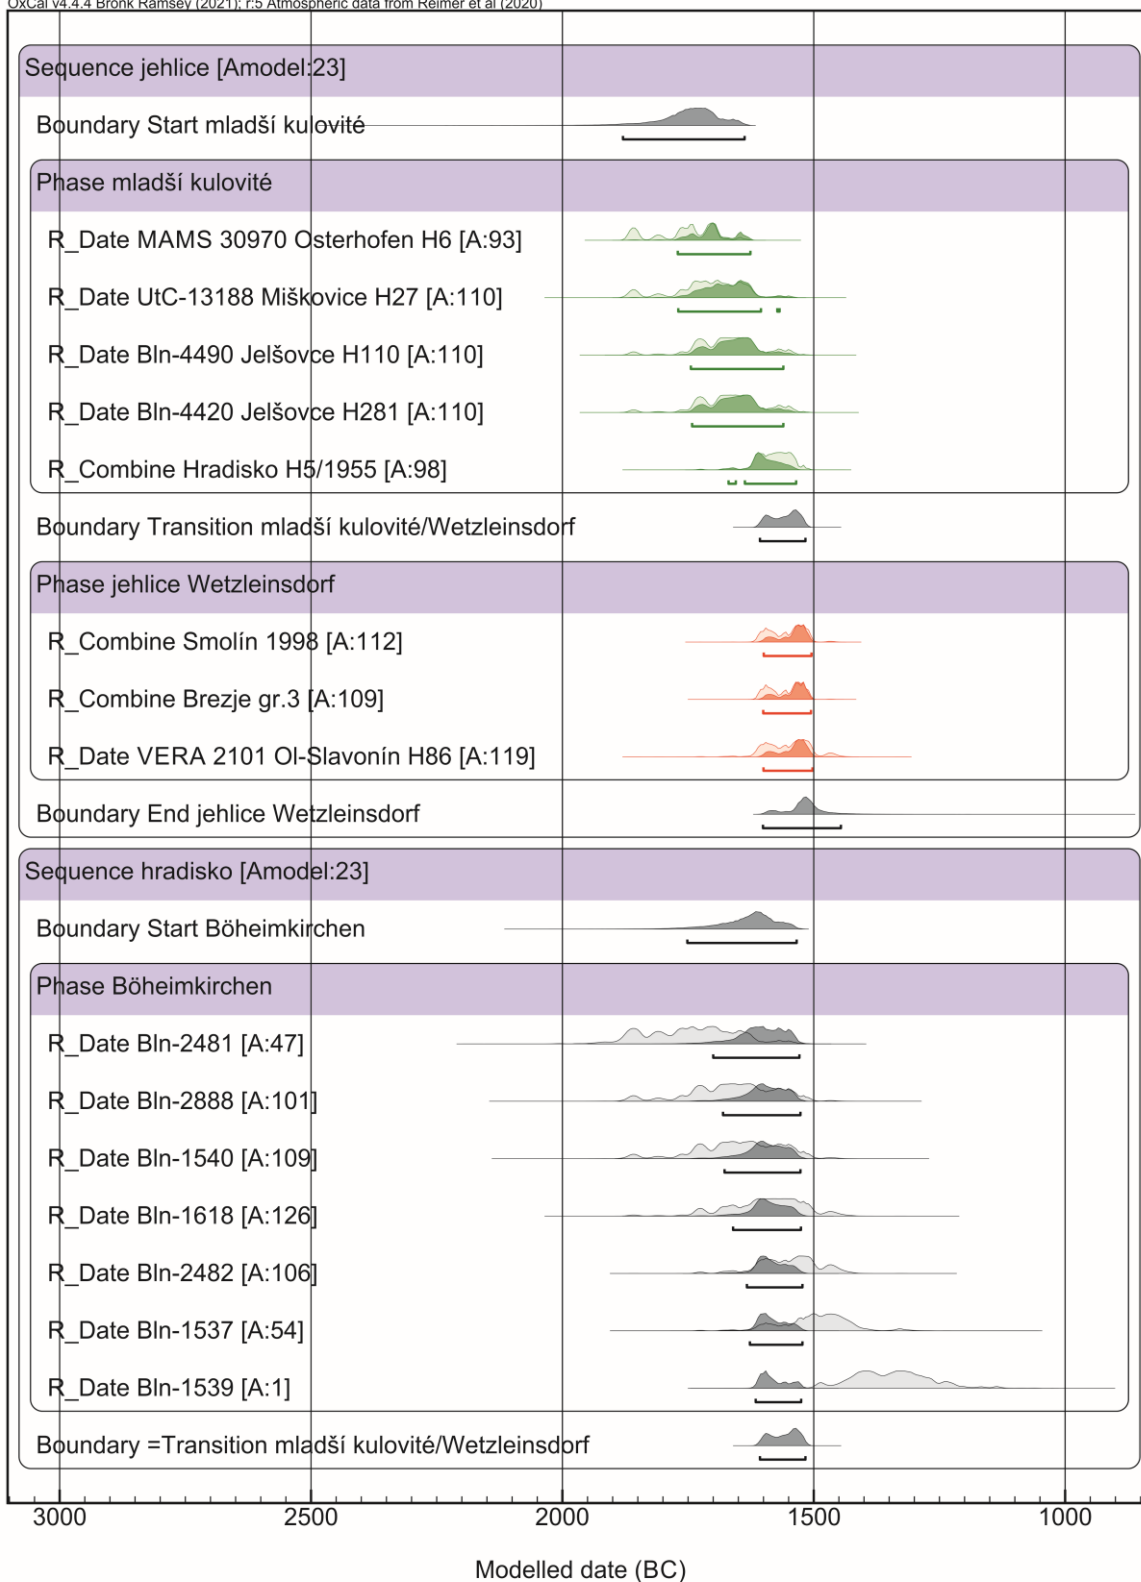 OxCal v4.4.4 Bronk Ramsey (2021); r:5 Atmospheric data from Reimer et al (2020)
Sequence jehlice [Amodel:23]
Boundary Start mladší kulovité
Phase mladší kulovité
R_Date MAMS 30970 Osterhofen H6 [A:93]
R_Date UtC-13188 Miškovice H27 [A:110]
R_Date Bln-4490 Jelšovce H110 [A:110]
R_Date Bln-4420 Jelšovce H281 [A:110]
R_Combine Hradisko H5/1955 [A:98]
Boundary Transition mladší kulovité/Wetzleinsdorf
Phase jehlice Wetzleinsdorf
R_Combine Smolín 1998 [A:112]
R_Combine Brezje gr.3 [A:109]
R_Date VERA 2101 Ol-Slavonín H86 [A:119]
Boundary End jehlice Wetzleinsdorf
Sequence hradisko [Amodel:23]
Boundary Start Böheimkirchen
Phase Böheimkirchen
R_Date Bln-2481 [A:47]
R_Date Bln-2888 [A:101]
R_Date Bln-1540 [A:109]
R_Date Bln-1618 [A:126]
R_Date Bln-2482 [A:106]
R_Date Bln-1537 [A:54]
R_Date Bln-1539 [A:1]
Boundary =Transition mladší kulovité/Wetzleinsdorf
3000 2500 2000 1500 1000
Modelled date (BC)